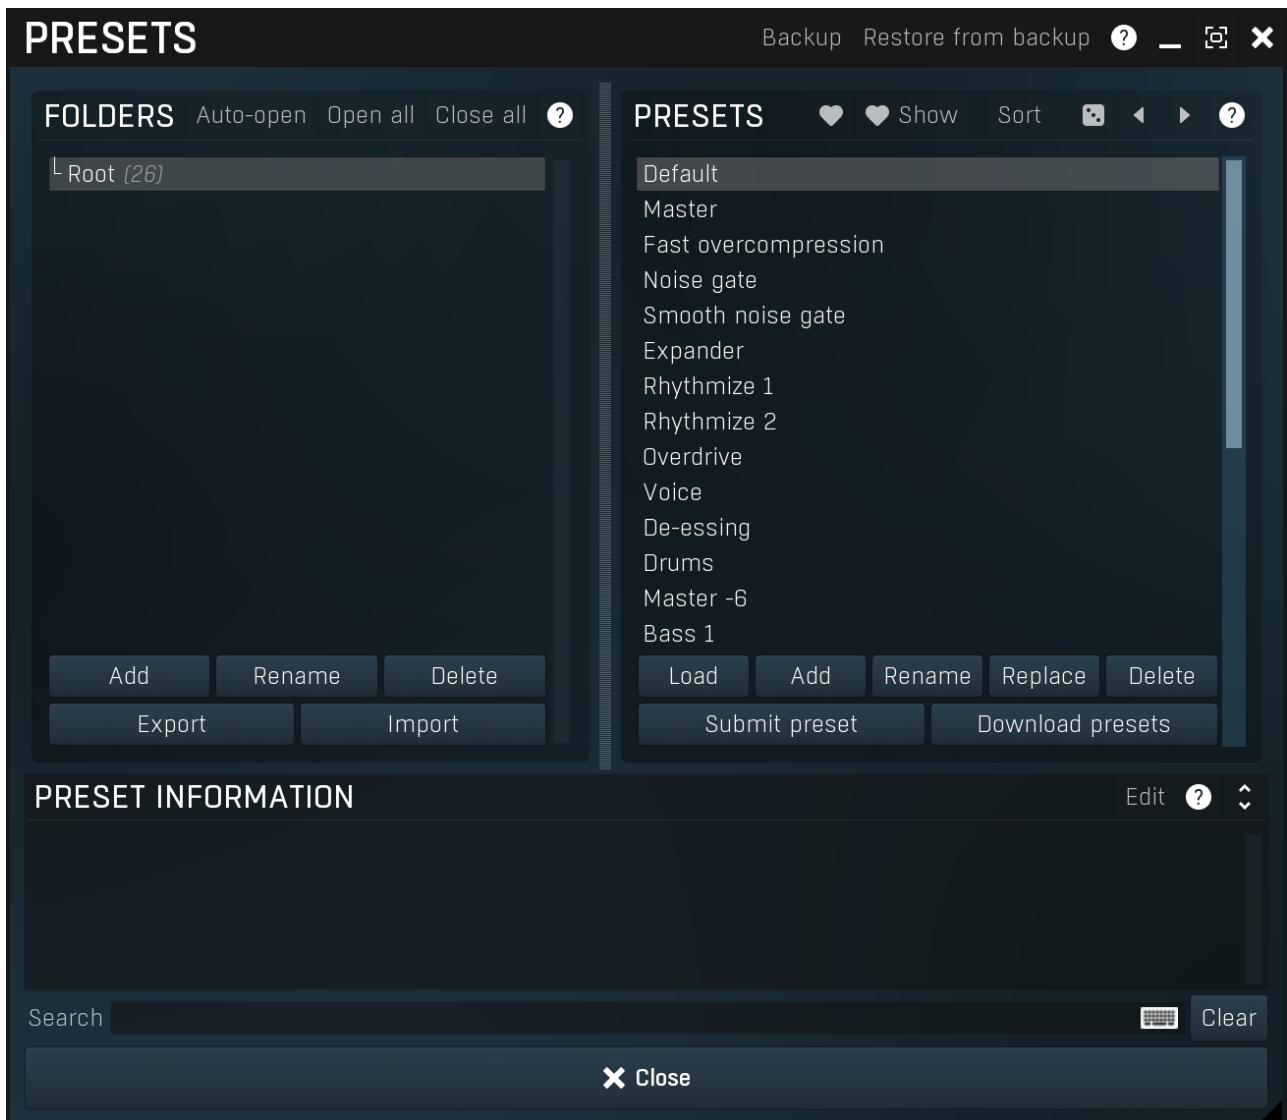 PRESETS Backup Restore from backup ?
FOLDERS Auto-open Open all Close all ?
Root (26)
Add Rename Delete
Export Import
PRESETS Show Sort ?
Default
Master
Fast overcompression
Noise gate
Smooth noise gate
Expander
Rhythmize 1
Rhythmize 2
Overdrive
Voice
De-essing
Drums
Master -6
Bass 1
Load Add Rename Replace Delete
Submit preset Download presets
PRESET INFORMATION Edit ?
Search Clear
Close